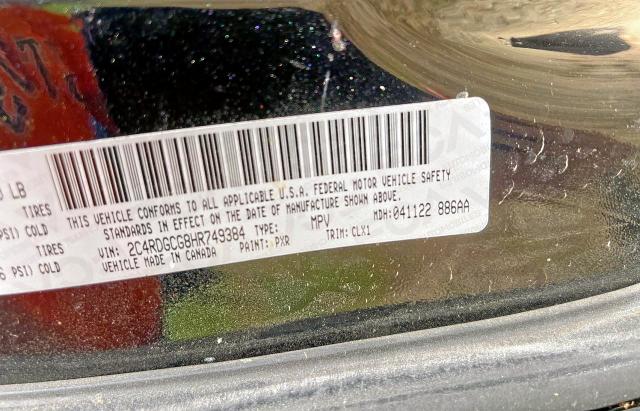 0 LB
TIRES
PSI) COLD
TIRES
6 PSI) COLD
THIS VEHICLE CONFORMS TO ALL APPLICABLE U.S.A. FEDERAL MOTOR VEHICLE SAFETY
STANDARDS IN EFFECT ON THE DATE OF MANUFACTURE SHOWN ABOVE.
VIN: 2C4RDGCG8HR749384 TYPE: MPV MDH:041122 886AA
VEHICLE MADE IN CANADA PAINT: PXR TRIM: CLX1